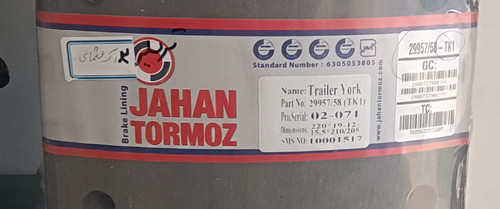 Brake Lining
JAHAN
TORMOZ
Standard Number : 6305053805
Name: Trailer York
Part No: 29957/58 (TK1)
Pro.Serial: 02-071
220*19-12-
Dimensions: 15.5*210/205
SMS NO: 10001517
www.jahantormoz.com
29957/58-TK1
GC:
TC: